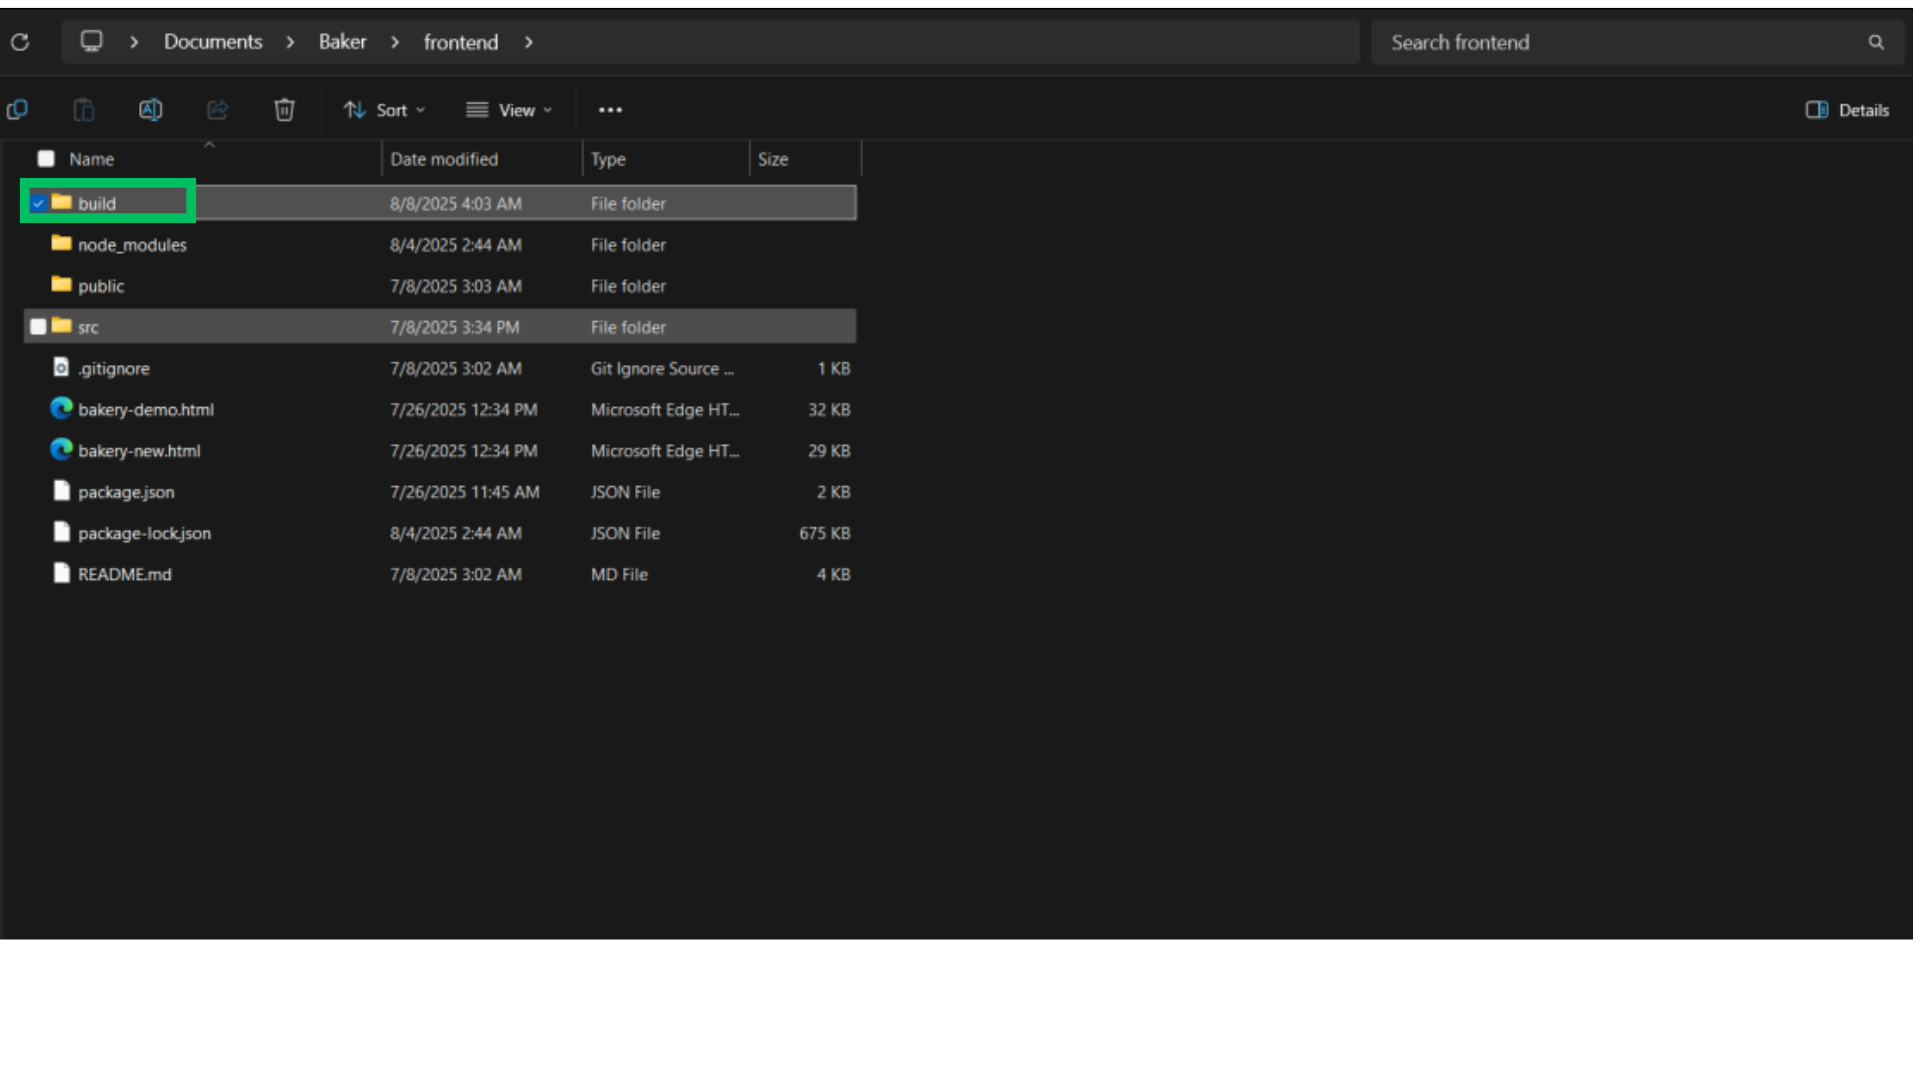 Documents > Baker > frontend >
Search frontend
Sort
View
Details
Name Date modified Type Size
build 8/8/2025 4:03 AM File folder
node_modules 8/4/2025 2:44 AM File folder
public 7/8/2025 3:03 AM File folder
src 7/8/2025 3:34 PM File folder
.gitignore 7/8/2025 3:02 AM Git Ignore Source ... 1 KB
bakery-demo.html 7/26/2025 12:34 PM Microsoft Edge HT... 32 KB
bakery-new.html 7/26/2025 12:34 PM Microsoft Edge HT... 29 KB
package.json 7/26/2025 11:45 AM JSON File 2 KB
package-lock.json 8/4/2025 2:44 AM JSON File 675 KB
README.md 7/8/2025 3:02 AM MD File 4 KB